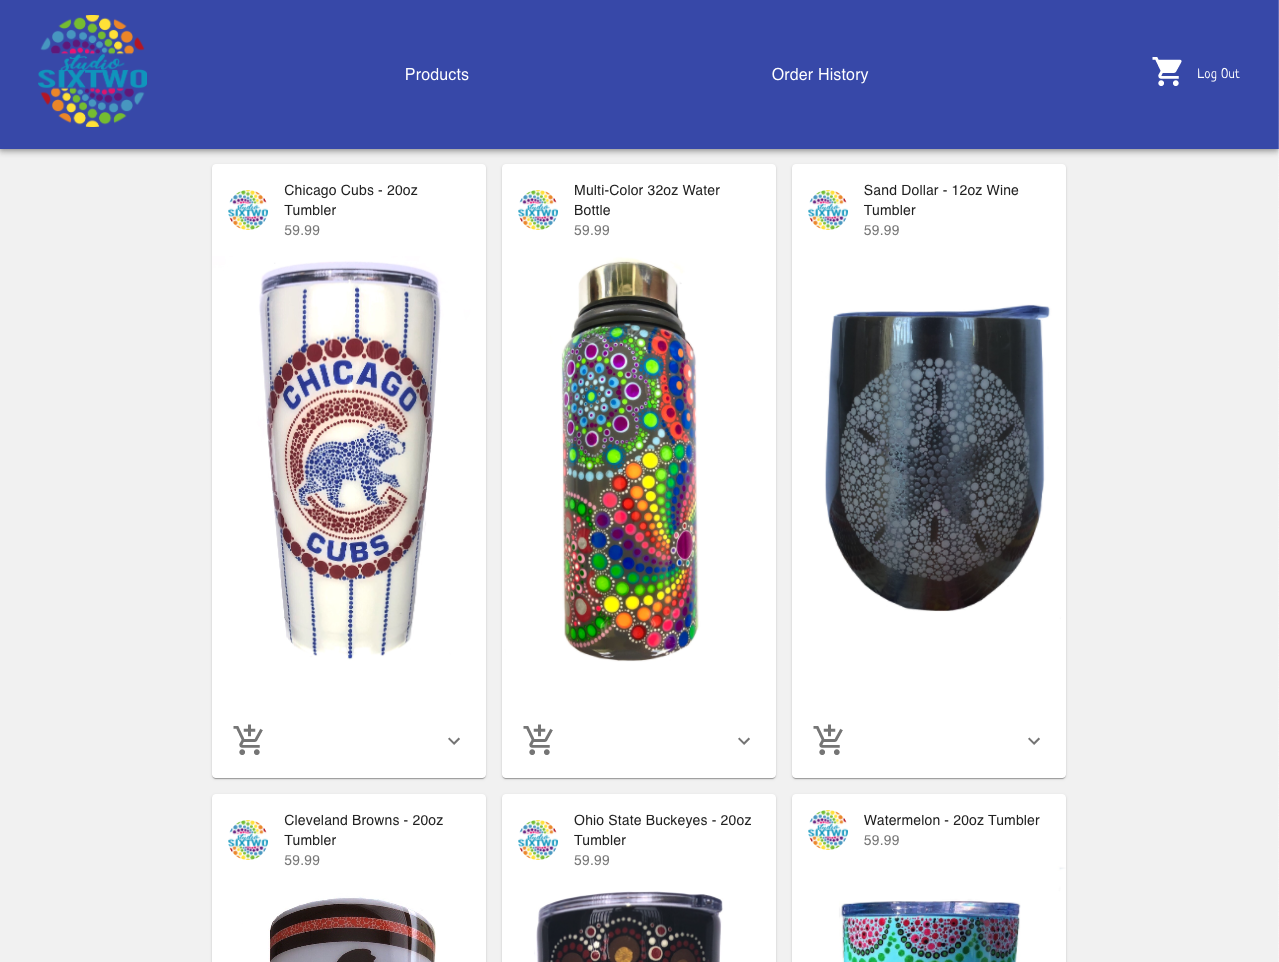 studio
SIXTWO
Products
Order History
Log Out
studio
SIXTWO
Chicago Cubs - 20oz
Tumbler
59.99
CHICAGO
CUBS
studio
SIXTWO
Multi-Color 32oz Water
Bottle
59.99
studio
SIXTWO
Sand Dollar - 12oz Wine
Tumbler
59.99
studio
SIXTWO
Cleveland Browns - 20oz
Tumbler
59.99
studio
SIXTWO
Ohio State Buckeyes - 20oz
Tumbler
59.99
studio
SIXTWO
Watermelon - 20oz Tumbler
59.99